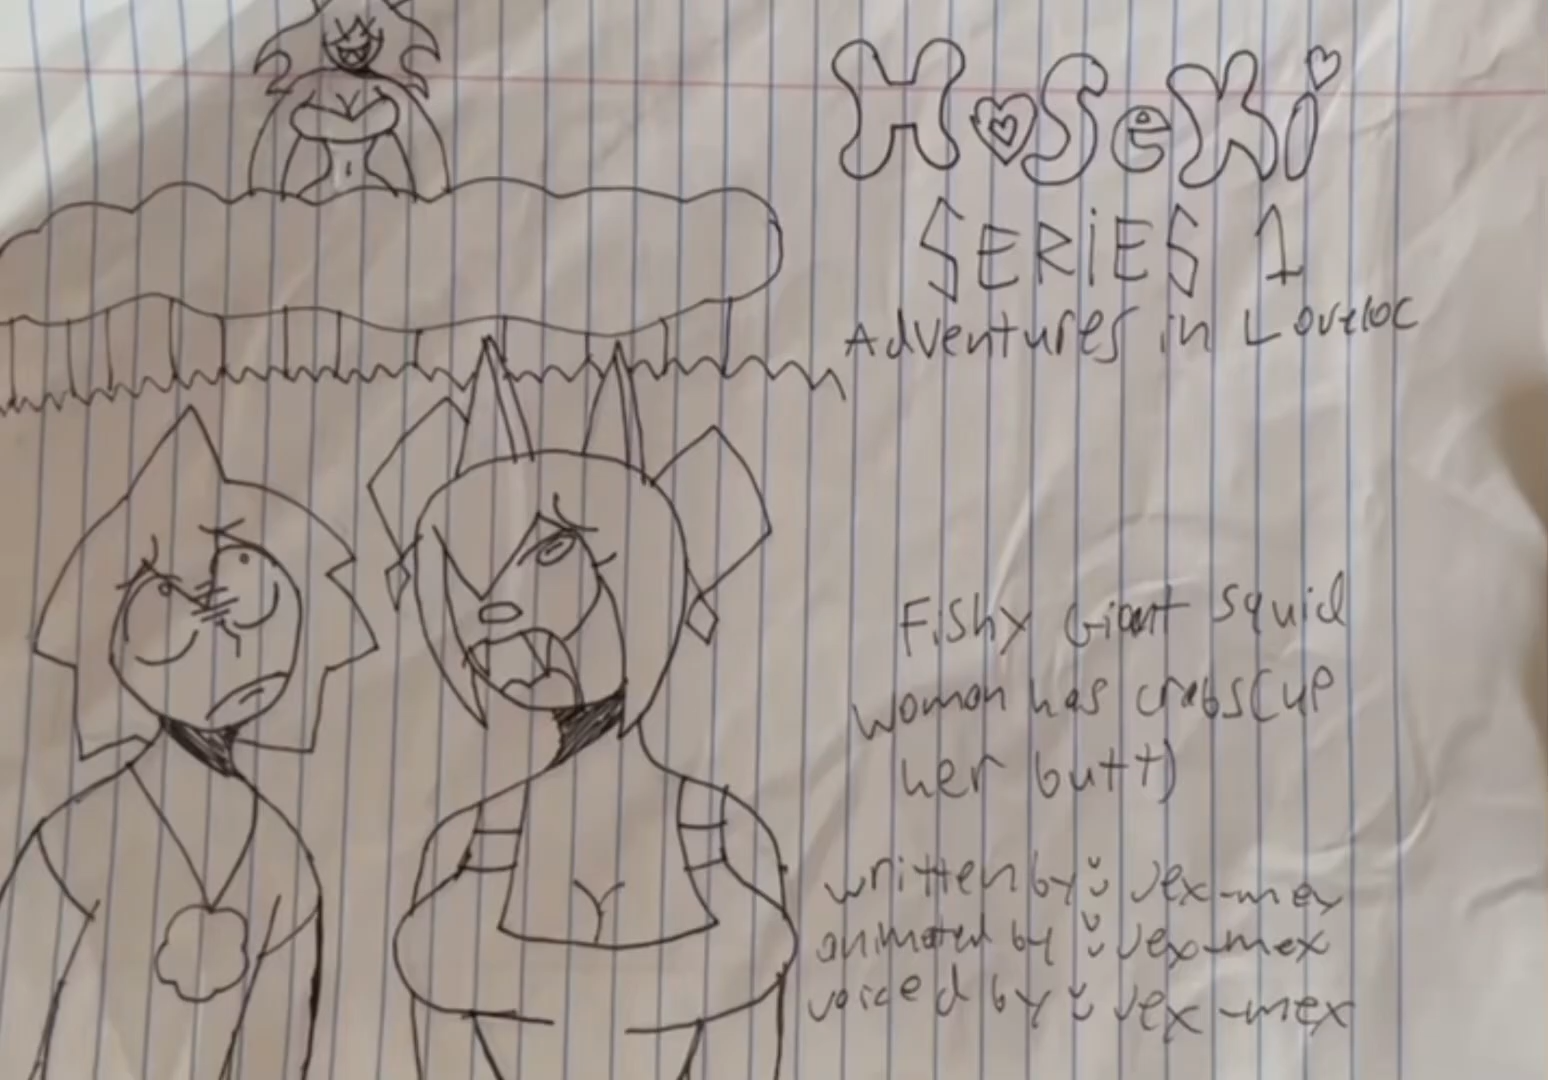 HoSeKi
SERIES 1
Adventures in Loveloc
Fishy Giant Squid
woman has crabs(up
her butt)
written by: Jex-mex
animated by: Jex-mex
voiced by: Jex-mex